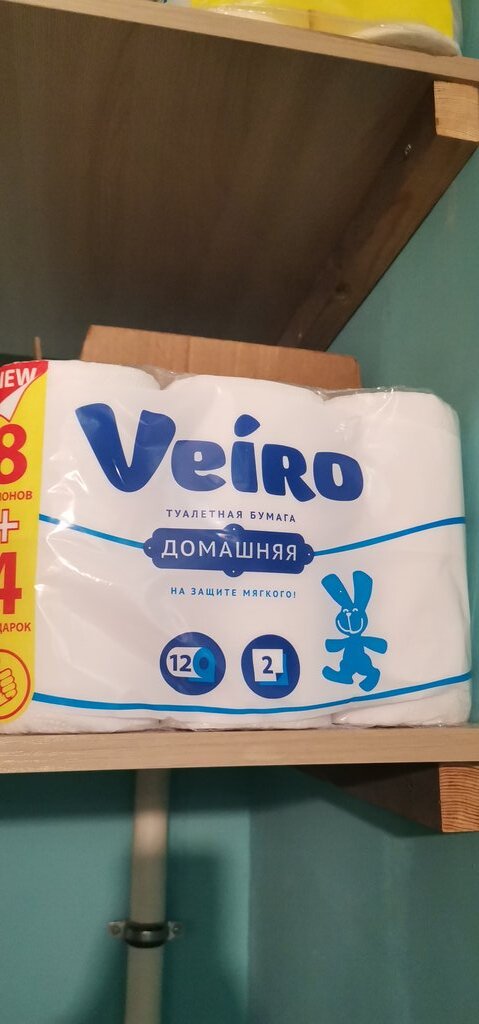 NEW
8
+
4
Veiro
ТУАЛЕТНАЯ БУМАГА
ДОМАШНЯЯ
НА ЗАЩИТЕ МЯГКОГО!
12
2